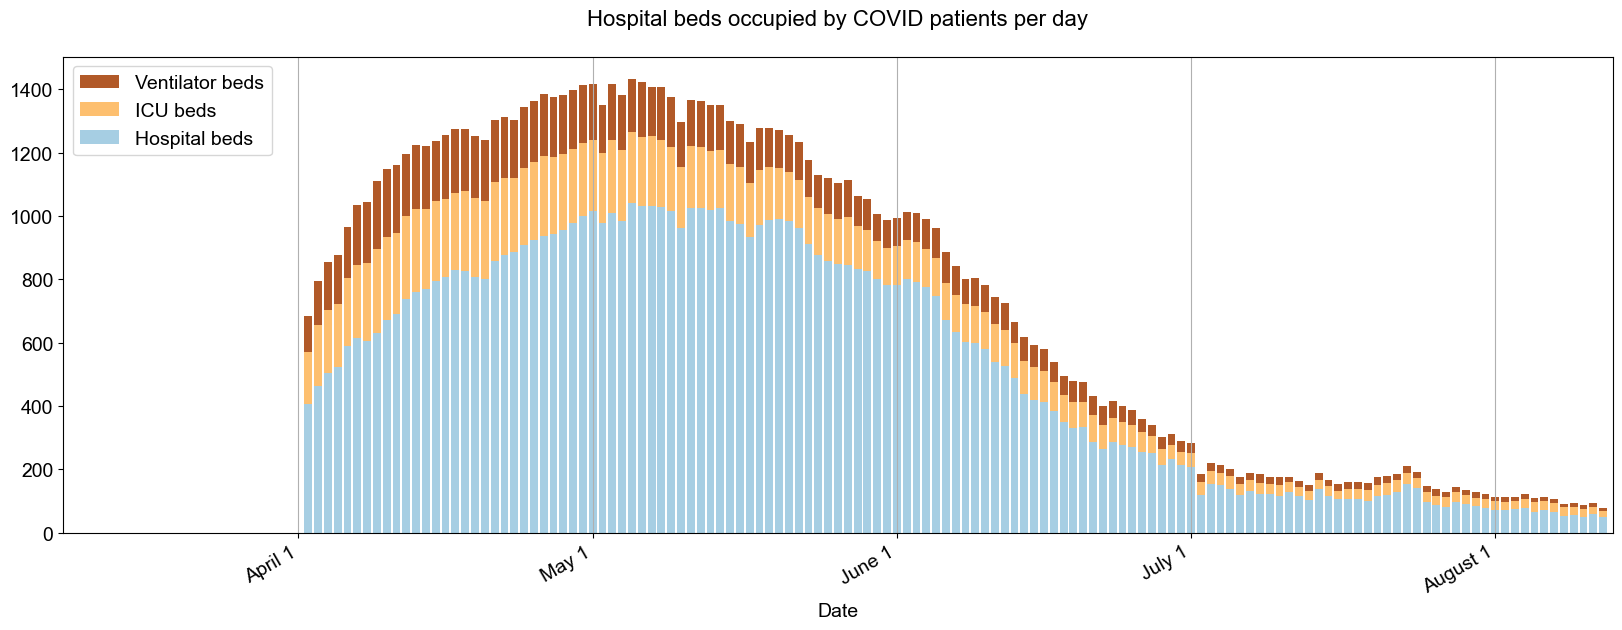 Hospital beds occupied by COVID patients per day
Ventilator beds
ICU beds
Hospital beds
1400
1200
1000
800
600
400
200
0
April 1
May 1
June 1
July 1
August 1
Date